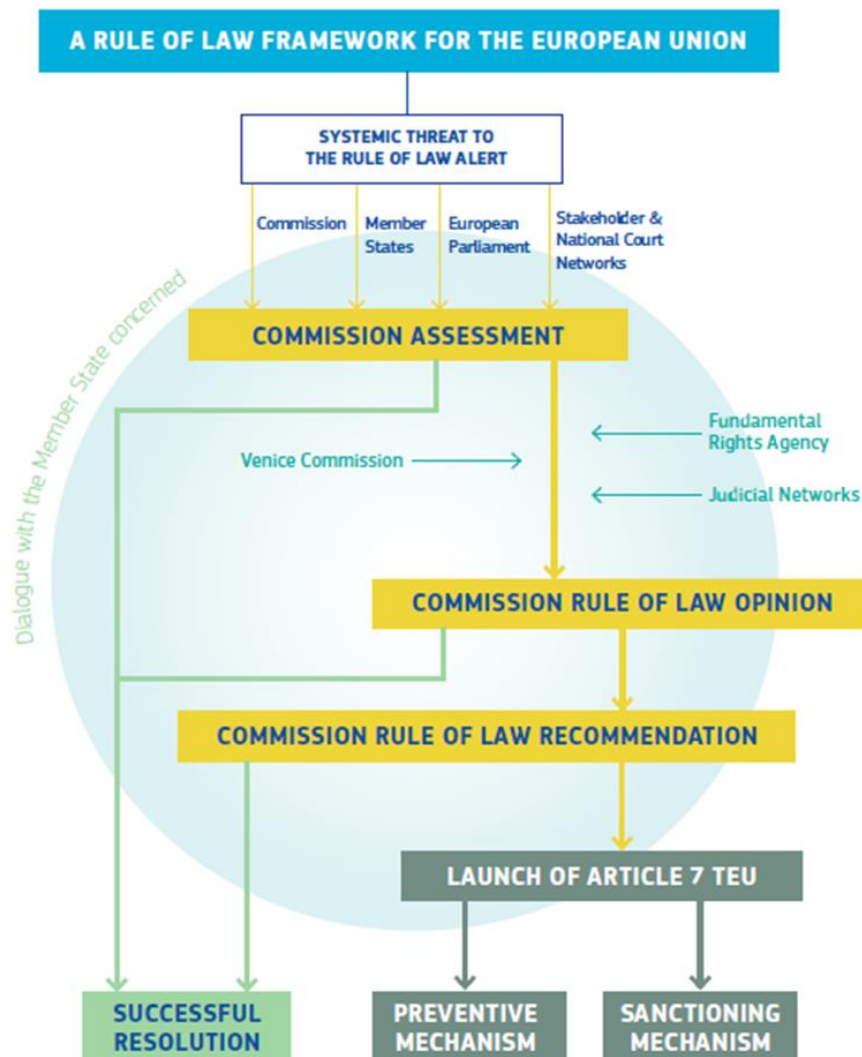 A RULE OF LAW FRAMEWORK FOR THE EUROPEAN UNION
SYSTEMIC THREAT TO
THE RULE OF LAW ALERT
Commission
Member
States
European
Parliament
Stakeholder &
National Court
Networks
Dialogue with the Member State concerned
COMMISSION ASSESSMENT
Fundamental
Rights Agency
Venice Commission
Judicial Networks
COMMISSION RULE OF LAW OPINION
COMMISSION RULE OF LAW RECOMMENDATION
LAUNCH OF ARTICLE 7 TEU
SUCCESSFUL
RESOLUTION
PREVENTIVE
MECHANISM
SANCTIONING
MECHANISM